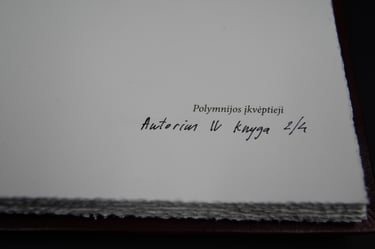 Polymnijos įkvėptieji
Autorius IV knyga 2/4